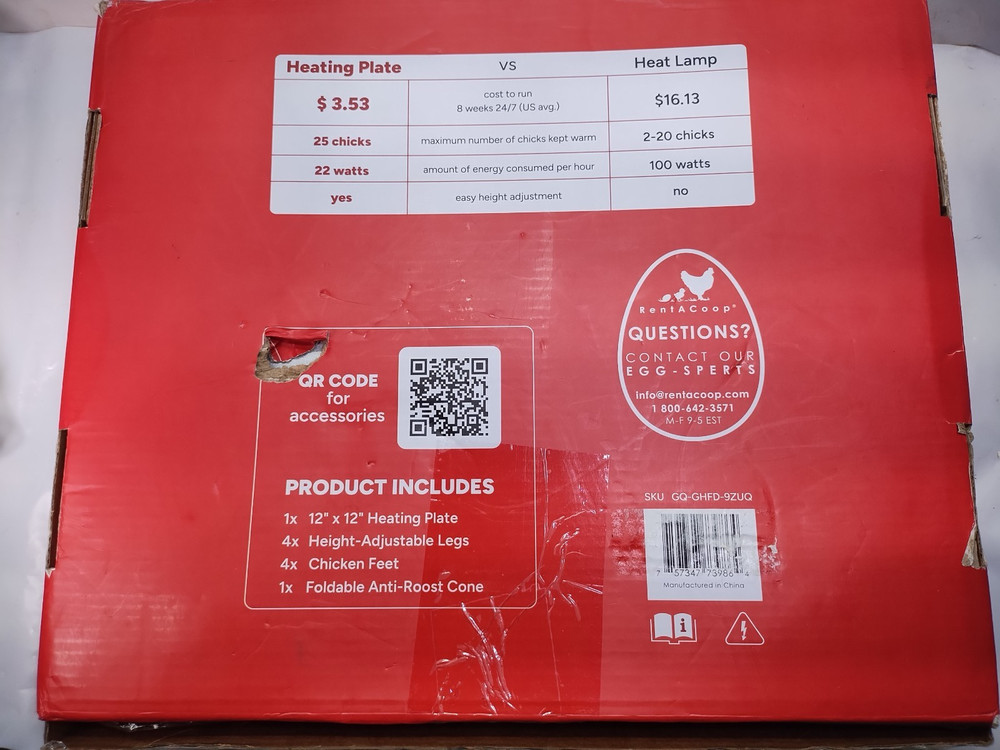 Heating Plate VS Heat Lamp
$ 3.53 cost to run 8 weeks 24/7 (US avg.) $16.13
25 chicks maximum number of chicks kept warm 2-20 chicks
22 watts amount of energy consumed per hour 100 watts
yes easy height adjustment no
RentACoop®
QUESTIONS?
CONTACT OUR
EGG-SPERTS
info@rentacoop.com
1 800-642-3571
M-F 9-5 EST
QR CODE
for
accessories
PRODUCT INCLUDES
1x 12" x 12" Heating Plate
4x Height-Adjustable Legs
4x Chicken Feet
1x Foldable Anti-Roost Cone
SKU GQ-GHFD-9ZUQ
7 57347 73986 4
Manufactured in China
i